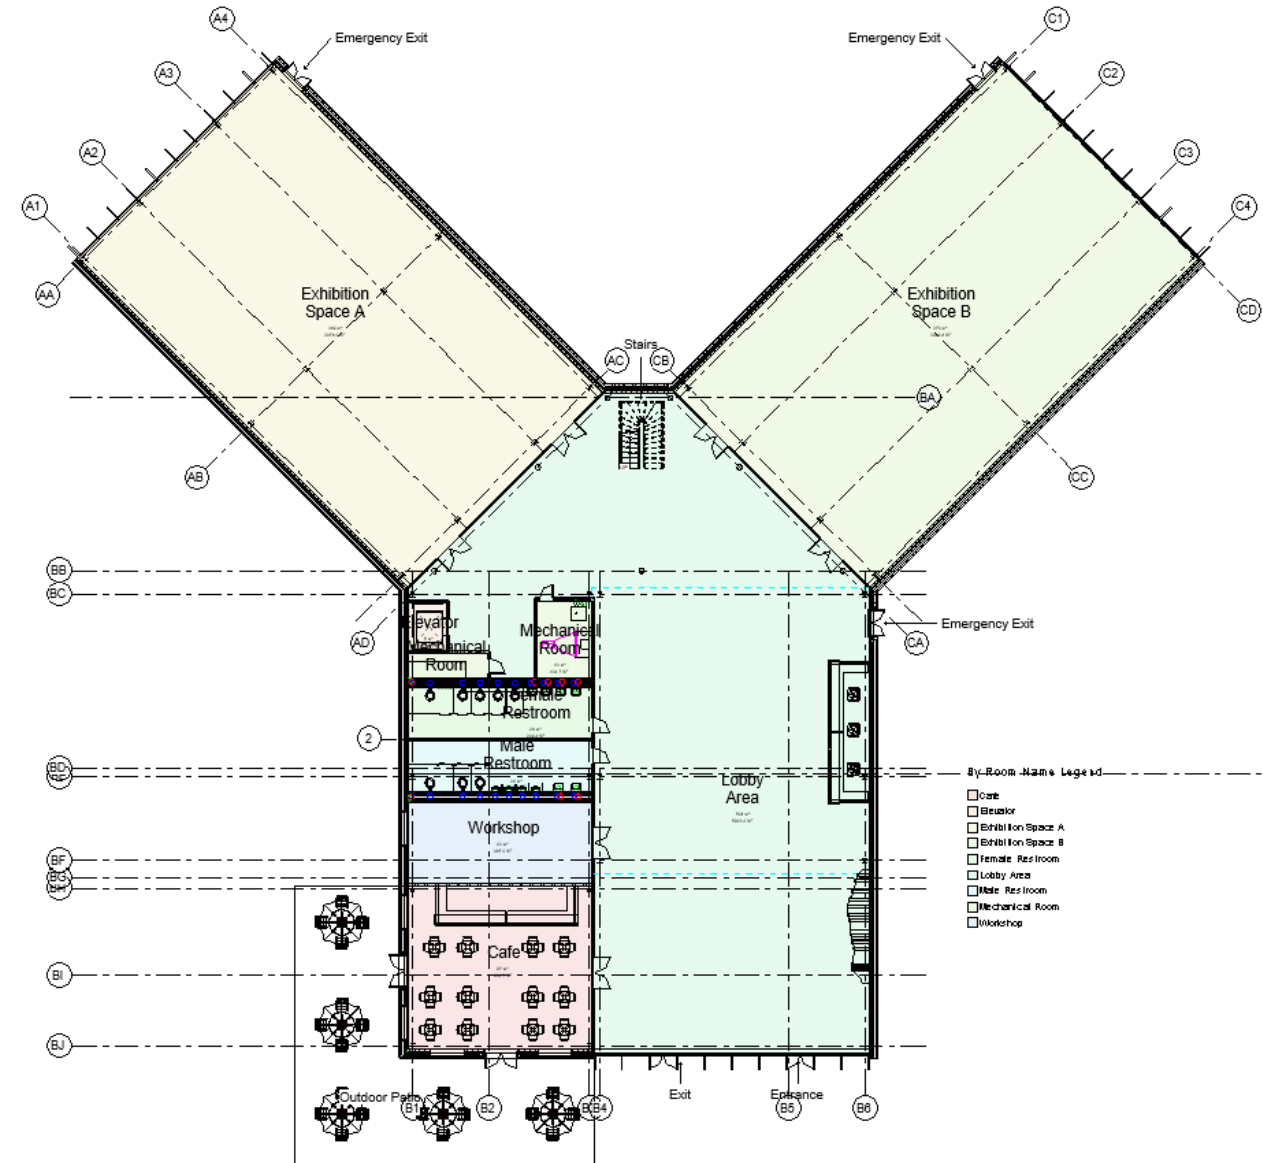 A4
C1
Emergency Exit
Emergency Exit
A3
C2
A2
C3
A1
C4
AA
Exhibition
Space A
Exhibition
Space B
CD
Stairs
AC
CB
BA
AB
CC
BB
BC
Elevator
Mechanical
Room
Mechanical
Room
AD
CA
Emergency Exit
Female
Restroom
2
Male
Restroom
BD
Lobby
Area
By Room Name Legend
Cafe
Elevator
Exhibition Space A
Exhibition Space B
Female Restroom
Lobby Area
Male Restroom
Mechanical Room
Workshop
Workshop
BF
BG
BH
Cafe
BI
BJ
Outdoor Patio
Exit
Entrance
B1
B2
B4
B5
B6